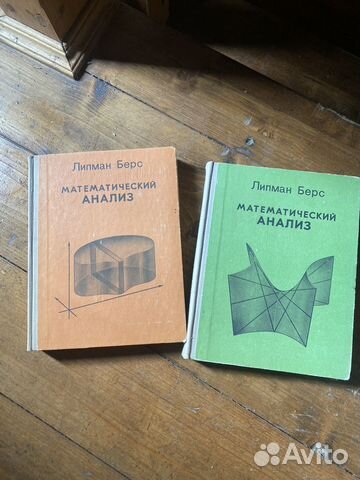 Липман Берс
МАТЕМАТИЧЕСКИЙ
АНАЛИЗ
Липман Берс
МАТЕМАТИЧЕСКИЙ
АНАЛИЗ
Avito